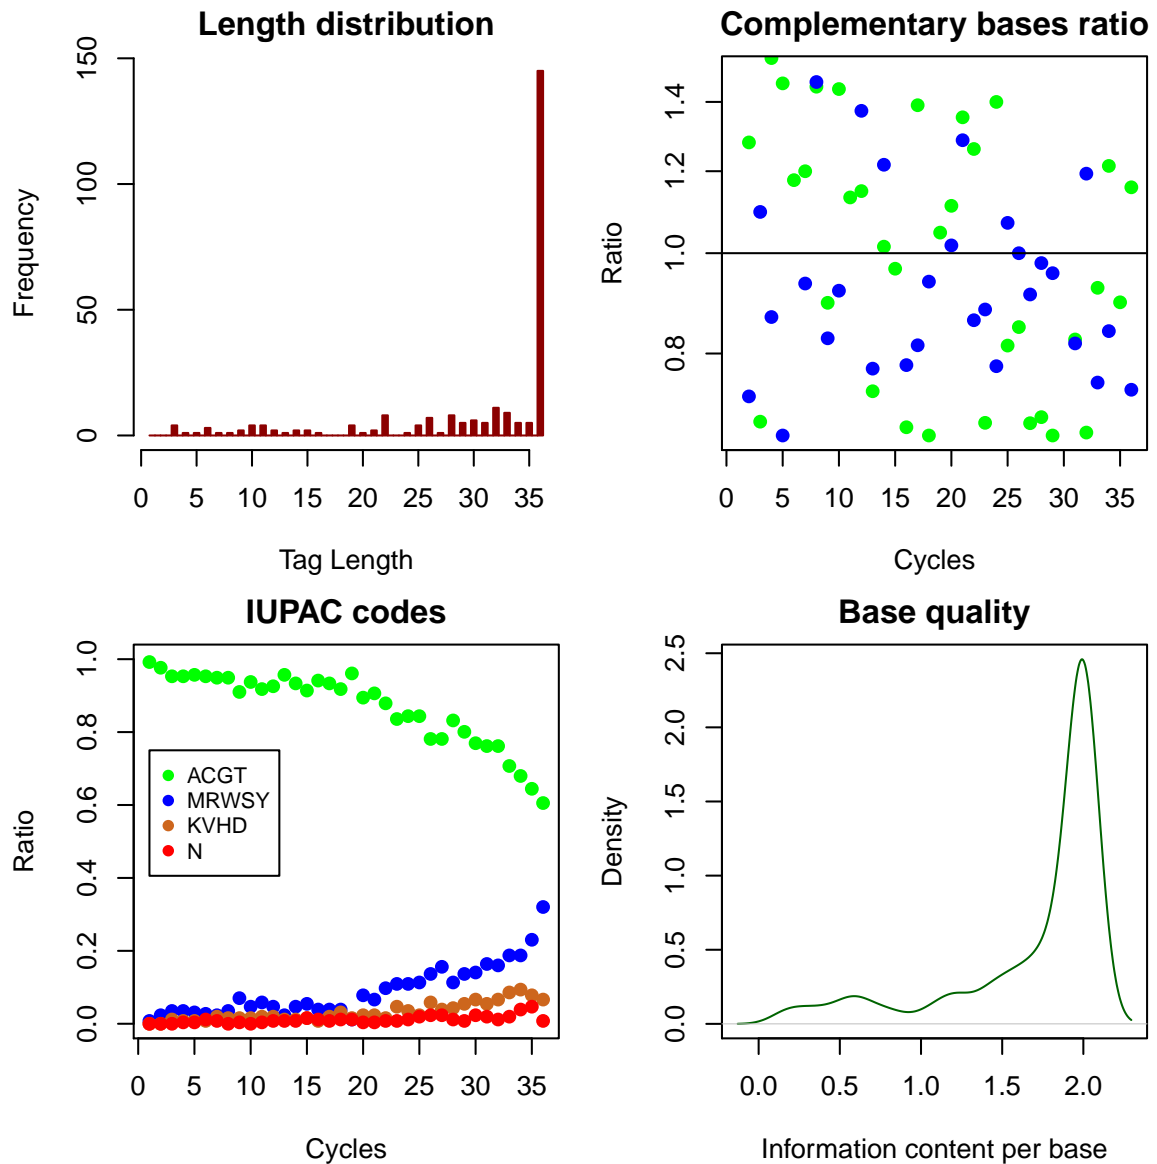 Length distribution
Frequency
0 50 100 150
0 5 10 15 20 25 30 35
Tag Length
Complementary bases ratio
Ratio
0.8 1.0 1.2 1.4
0 5 10 15 20 25 30 35
Cycles
IUPAC codes
Ratio
0.0 0.2 0.4 0.6 0.8 1.0
ACGT
MRWSY
KVHD
N
0 5 10 15 20 25 30 35
Cycles
Base quality
Density
0.0 0.5 1.0 1.5 2.0 2.5
0.0 0.5 1.0 1.5 2.0
Information content per base